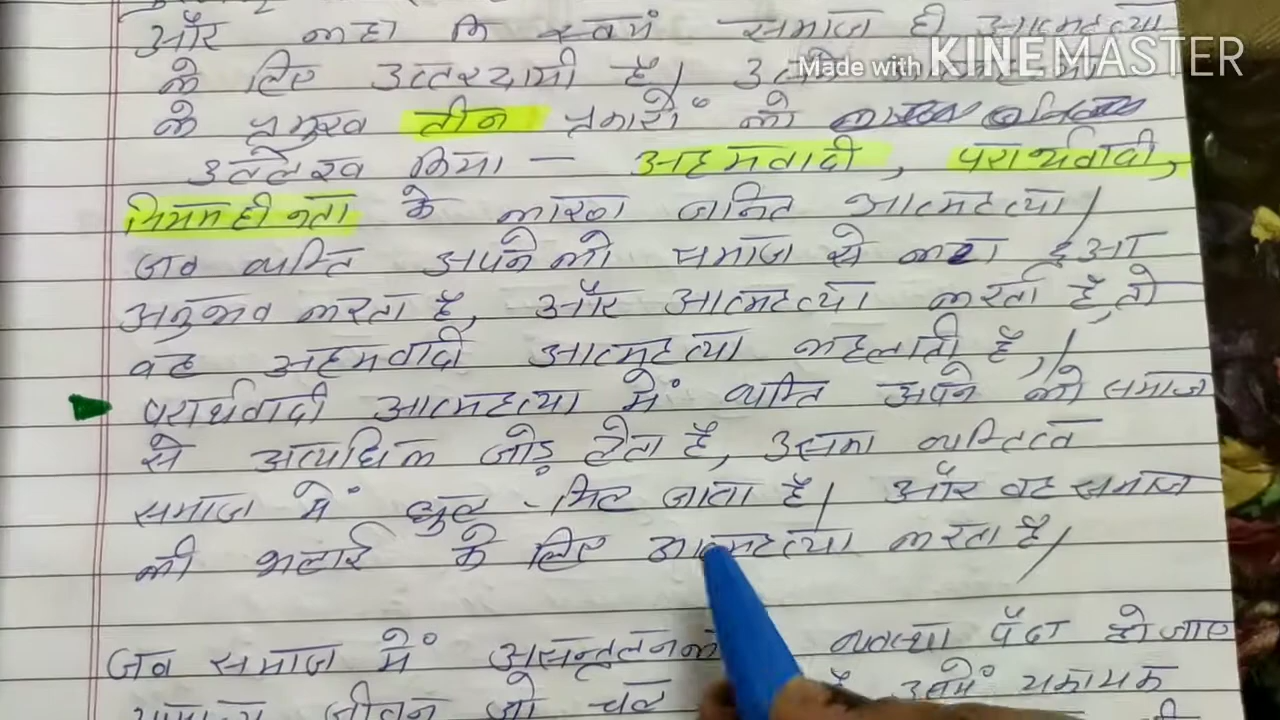 और कहा कि स्वयं समाज ही आत्महत्या
Made with KINEMASTER
के लिए उत्तरदायी है। उ
के प्रमुख तीन प्रकारों को
उल्लेख किया — अहमवादी, परार्थवादी,
नियमहीनता के कारण जनित आत्महत्या।
जब व्यक्ति अपने को समाज से कटा हुआ
अनुभव करता है, और आत्महत्या करता है, तो
वह अहमवादी आत्महत्या कहलाती है,।
परार्थवादी आत्महत्या में व्यक्ति अपने को समाज
से अत्यधिक जोड़ लेता है, उसका व्यक्तित्व
समाज में घुल-मिल जाता है। और वह समाज
की भलाई के लिए आत्महत्या करता है।
जब समाज में असन्तुलन पैदा हो जाए
जीवन जो उसमें यकायक